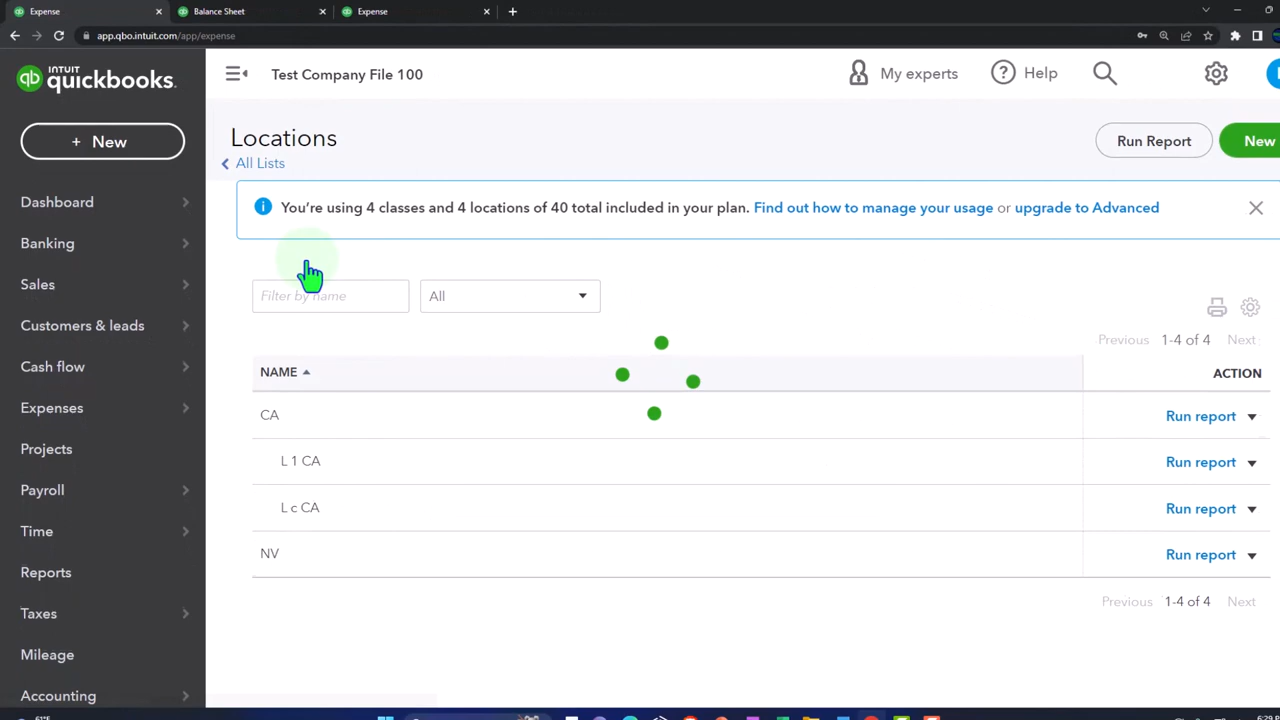 Expense
Balance Sheet
Expense
app.qbo.intuit.com/app/expense
INTUIT
quickbooks.
Test Company File 100
My experts
Help
+ New
Locations
All Lists
Run Report
New
You're using 4 classes and 4 locations of 40 total included in your plan. Find out how to manage your usage or upgrade to Advanced
Dashboard
Banking
Sales
Customers & leads
Cash flow
Expenses
Projects
Payroll
Time
Reports
Taxes
Mileage
Accounting
Filter by name
All
Previous 1-4 of 4 Next
NAME
ACTION
CA
Run report
L 1 CA
Run report
L c CA
Run report
NV
Run report
Previous 1-4 of 4 Next